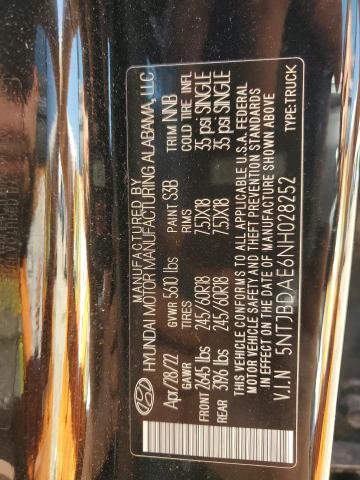 MANUFACTURED BY
HYUNDAI MOTOR MANUFACTURING ALABAMA, LLC
Apr/28/22 GVWR 5610 lbs PAINT S3B TRIM NNB
GAWR TIRES RIMS COLD TIRE INFL
FRONT 2645 lbs 245/60R18 7.5JX18 35 psi SINGLE
REAR 3196 lbs 245/60R18 7.5JX18 35 psi SINGLE
THIS VEHICLE CONFORMS TO ALL APPLICABLE U.S.A. FEDERAL
MOTOR VEHICLE SAFETY AND THEFT PREVENTION STANDARDS
IN EFFECT ON THE DATE OF MANUFACTURE SHOWN ABOVE
V.I.N 5NTJBDAE6NH028252 TYPE:TRUCK